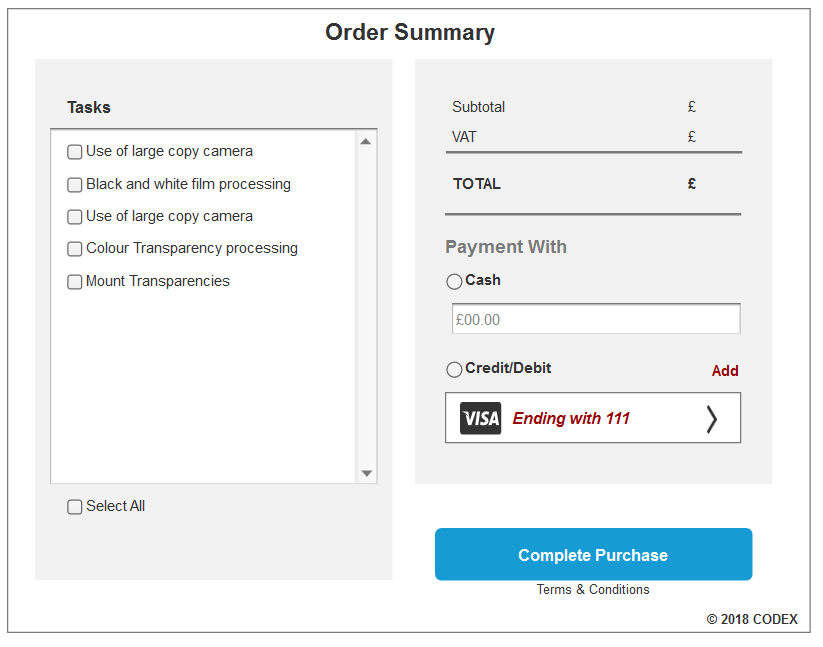 Order Summary
Tasks
Use of large copy camera
Black and white film processing
Use of large copy camera
Colour Transparency processing
Mount Transparencies
Select All
Subtotal £
VAT £
TOTAL £
Payment With
Cash
£00.00
Credit/Debit Add
VISA Ending with 111
Complete Purchase
Terms & Conditions
© 2018 CODEX